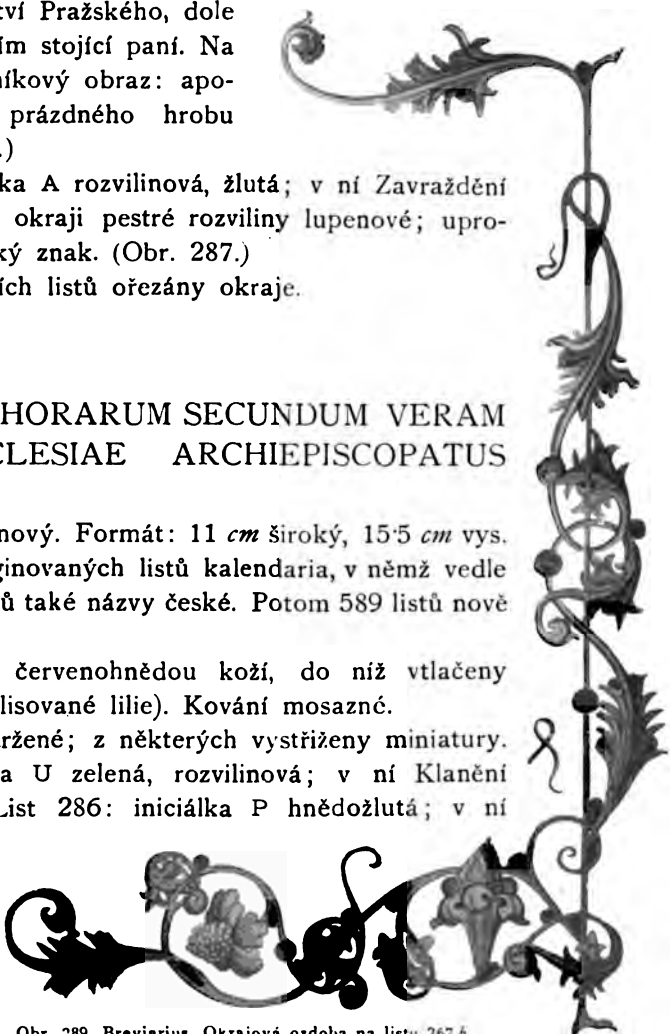 tví Pražského, dole
ím stojící paní. Na
níkový obraz: apo-
prázdného hrobu
.)
ka A rozvilinová, žlutá; v ní Zavraždění
okraji pestré rozviliny lupenové; upro-
ký znak. (Obr. 287.)
ích listů ořezány okraje.
HORARUM SECUNDUM VERAM
CLESIAE ARCHIEPISCOPATUS
nový. Formát: 11 cm široký, 15·5 cm vys.
ginovaných listů kalendaria, v němž vedle
ů také názvy české. Potom 589 listů nově
červenohnědou koží, do níž vtlačeny
lisované lilie). Kování mosazné.
ržené; z některých vystřiženy miniatury.
a U zelená, rozvilinová; v ní Klanění
List 286: iniciálka P hnědožlutá; v ní
Obr. 289. Breviarius. Okrajová ozdoba na listu 267 b